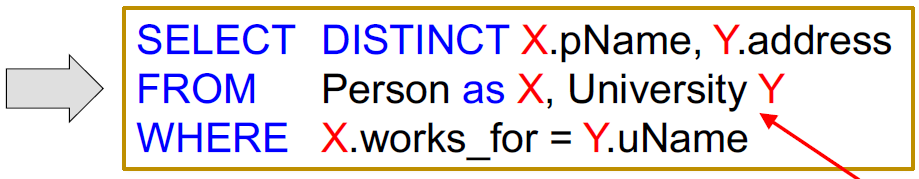 SELECT DISTINCT X.pName, Y.address
FROM Person as X, University Y
WHERE X.works_for = Y.uName